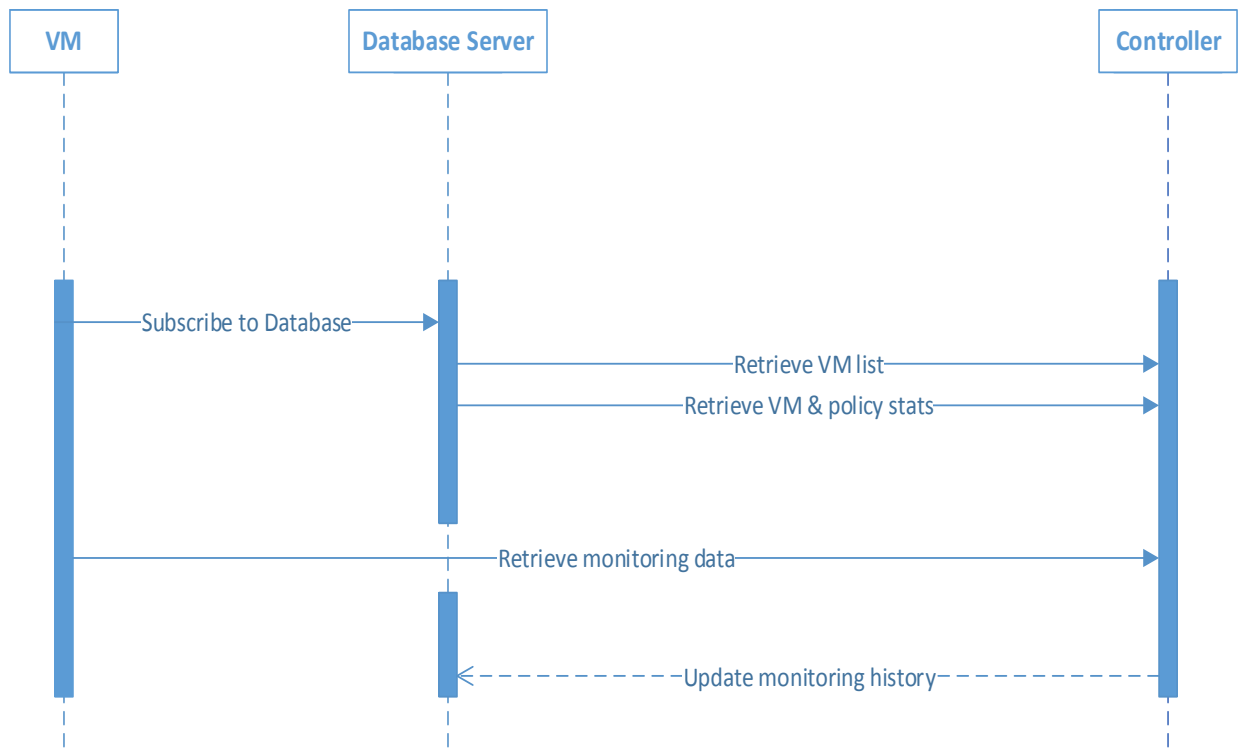 VM
Database Server
Controller
Subscribe to Database
Retrieve VM list
Retrieve VM & policy stats
Retrieve monitoring data
Update monitoring history